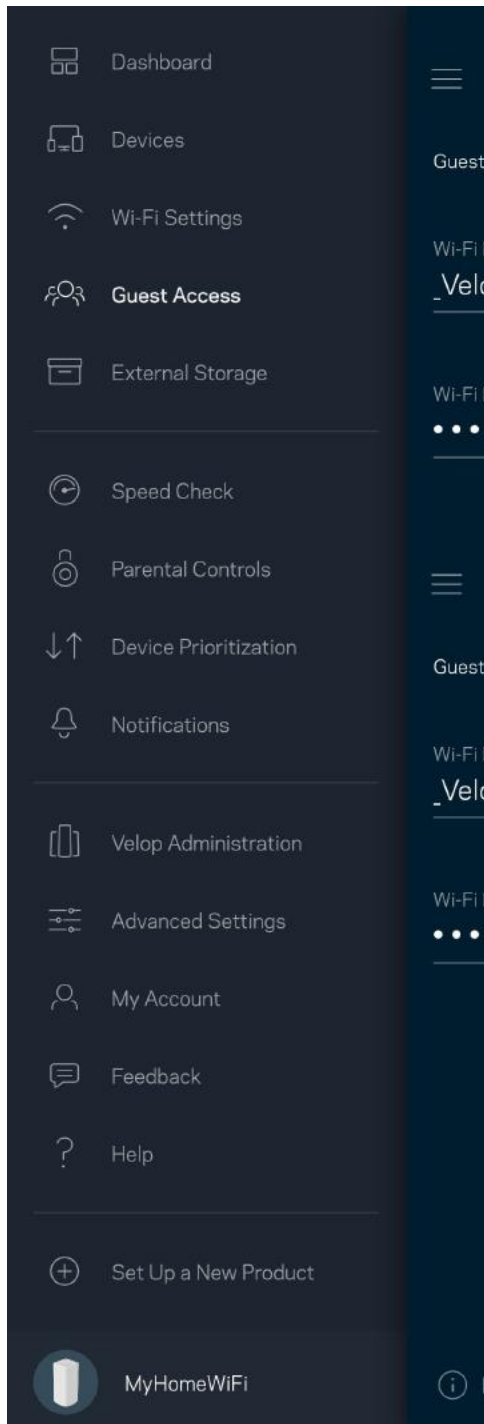 Dashboard
Devices
Wi-Fi Settings
Guest Access
External Storage
Speed Check
Parental Controls
Device Prioritization
Notifications
Velop Administration
Advanced Settings
My Account
Feedback
Help
Set Up a New Product
MyHomeWiFi
Guest
Wi-Fi
_Velo
Wi-Fi
Guest
Wi-Fi
_Velo
Wi-Fi